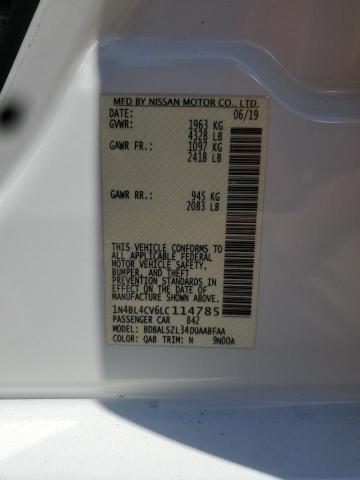 MFD BY NISSAN MOTOR CO., LTD.
DATE: 06/19
GVWR: 1963 KG
4328 LB
GAWR FR.: 1097 KG
2418 LB
GAWR RR.: 945 KG
2083 LB
THIS VEHICLE CONFORMS TO
ALL APPLICABLE FEDERAL
MOTOR VEHICLE SAFETY,
BUMPER, AND THEFT
PREVENTION STANDARDS IN
EFFECT ON THE DATE OF
MANUFACTURE SHOWN ABOVE.
1N4BL4CV6LC114785
PASSENGER CAR 842
MODEL: BDBALSZL34DUAABFAA
COLOR: QAB TRIM: N 9N00A